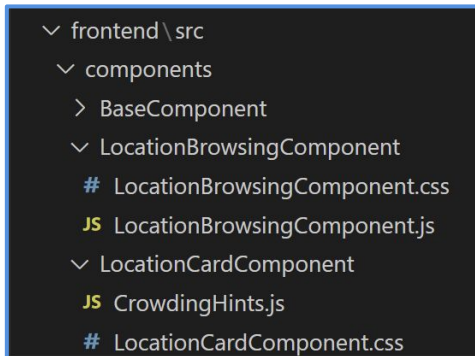 frontend\src
components
BaseComponent
LocationBrowsingComponent
# LocationBrowsingComponent.css
JS LocationBrowsingComponent.js
LocationCardComponent
JS CrowdingHints.js
# LocationCardComponent.css